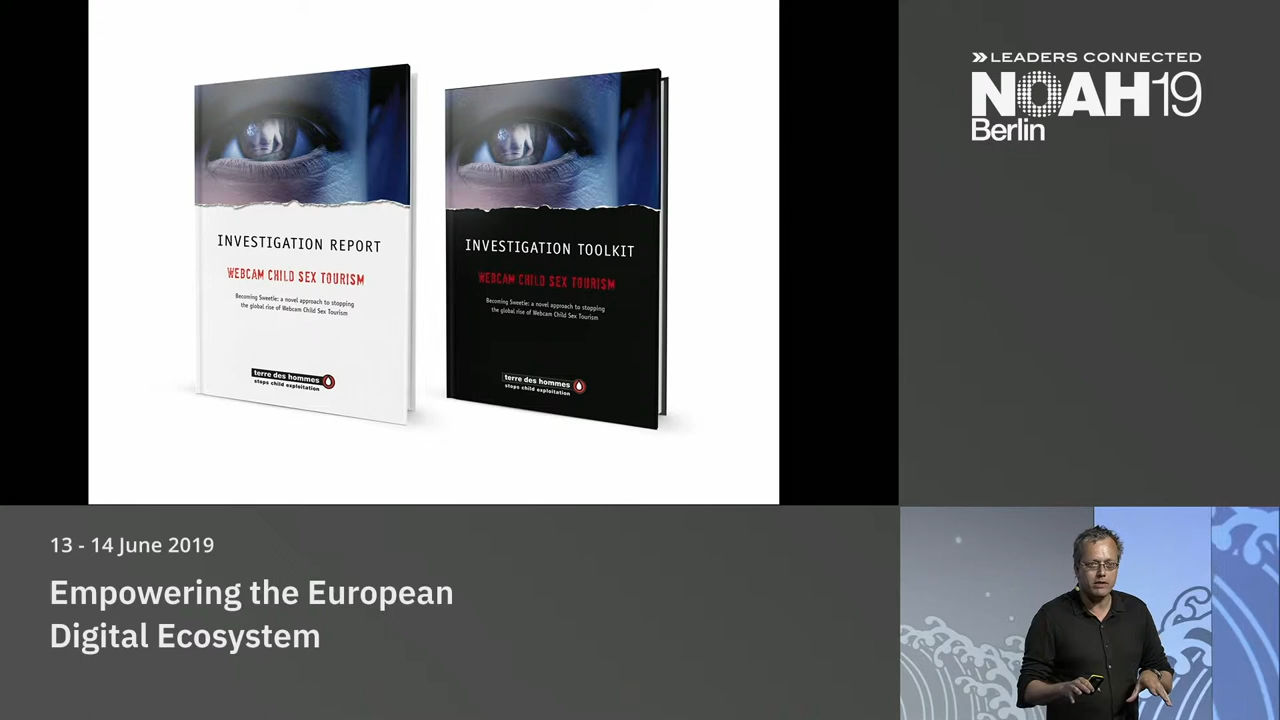 INVESTIGATION REPORT
WEBCAM CHILD SEX TOURISM
Becoming Sweetie: a novel approach to stopping
the global rise of Webcam Child Sex Tourism
terre des hommes
stops child exploitation
INVESTIGATION TOOLKIT
WEBCAM CHILD SEX TOURISM
Becoming Sweetie: a novel approach to stopping
the global rise of Webcam Child Sex Tourism
terre des hommes
stops child exploitation
LEADERS CONNECTED
NOAH19
Berlin
13 - 14 June 2019
Empowering the European
Digital Ecosystem